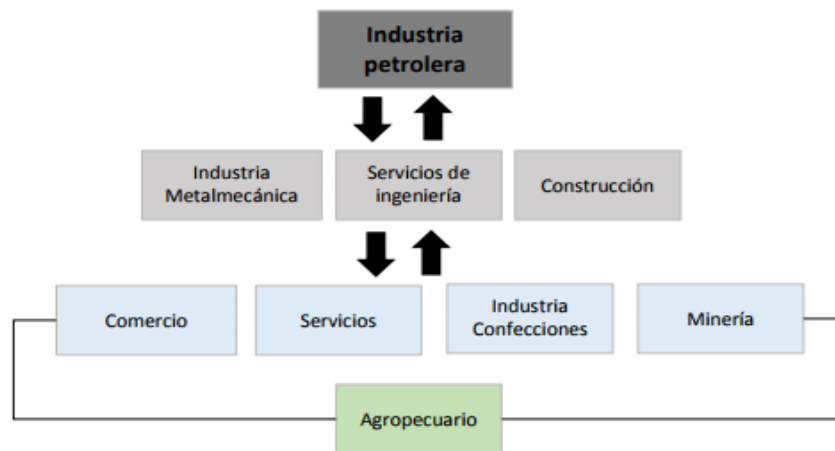 Industria
petrolera
Industria
Metalmecánica
Servicios de
ingeniería
Construcción
Comercio
Servicios
Industria
Confecciones
Minería
Agropecuario